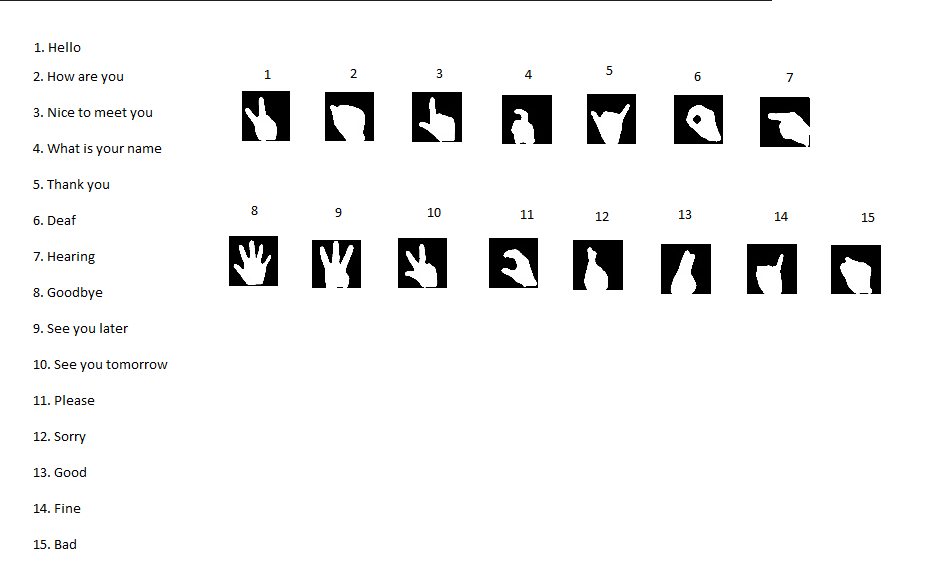 1. Hello
2. How are you
3. Nice to meet you
4. What is your name
5. Thank you
6. Deaf
7. Hearing
8. Goodbye
9. See you later
10. See you tomorrow
11. Please
12. Sorry
13. Good
14. Fine
15. Bad
1 2 3 4 5 6 7
8 9 10 11 12 13 14 15